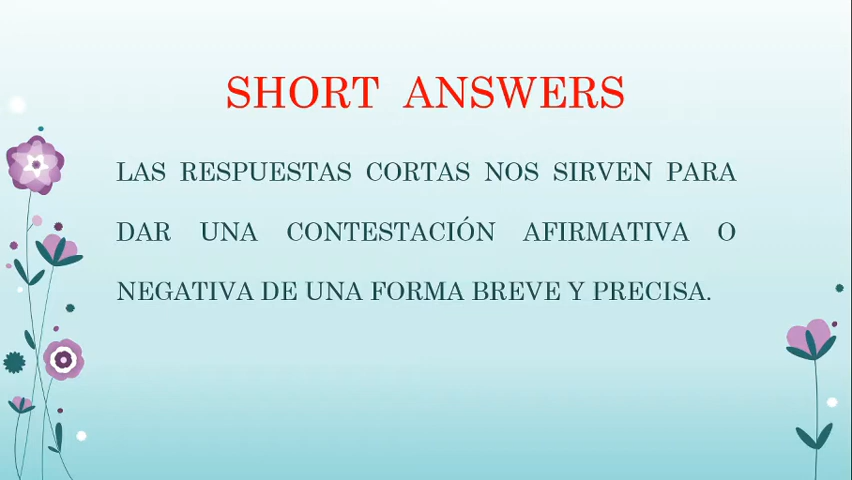 SHORT ANSWERS
LAS RESPUESTAS CORTAS NOS SIRVEN PARA
DAR UNA CONTESTACIÓN AFIRMATIVA O
NEGATIVA DE UNA FORMA BREVE Y PRECISA.